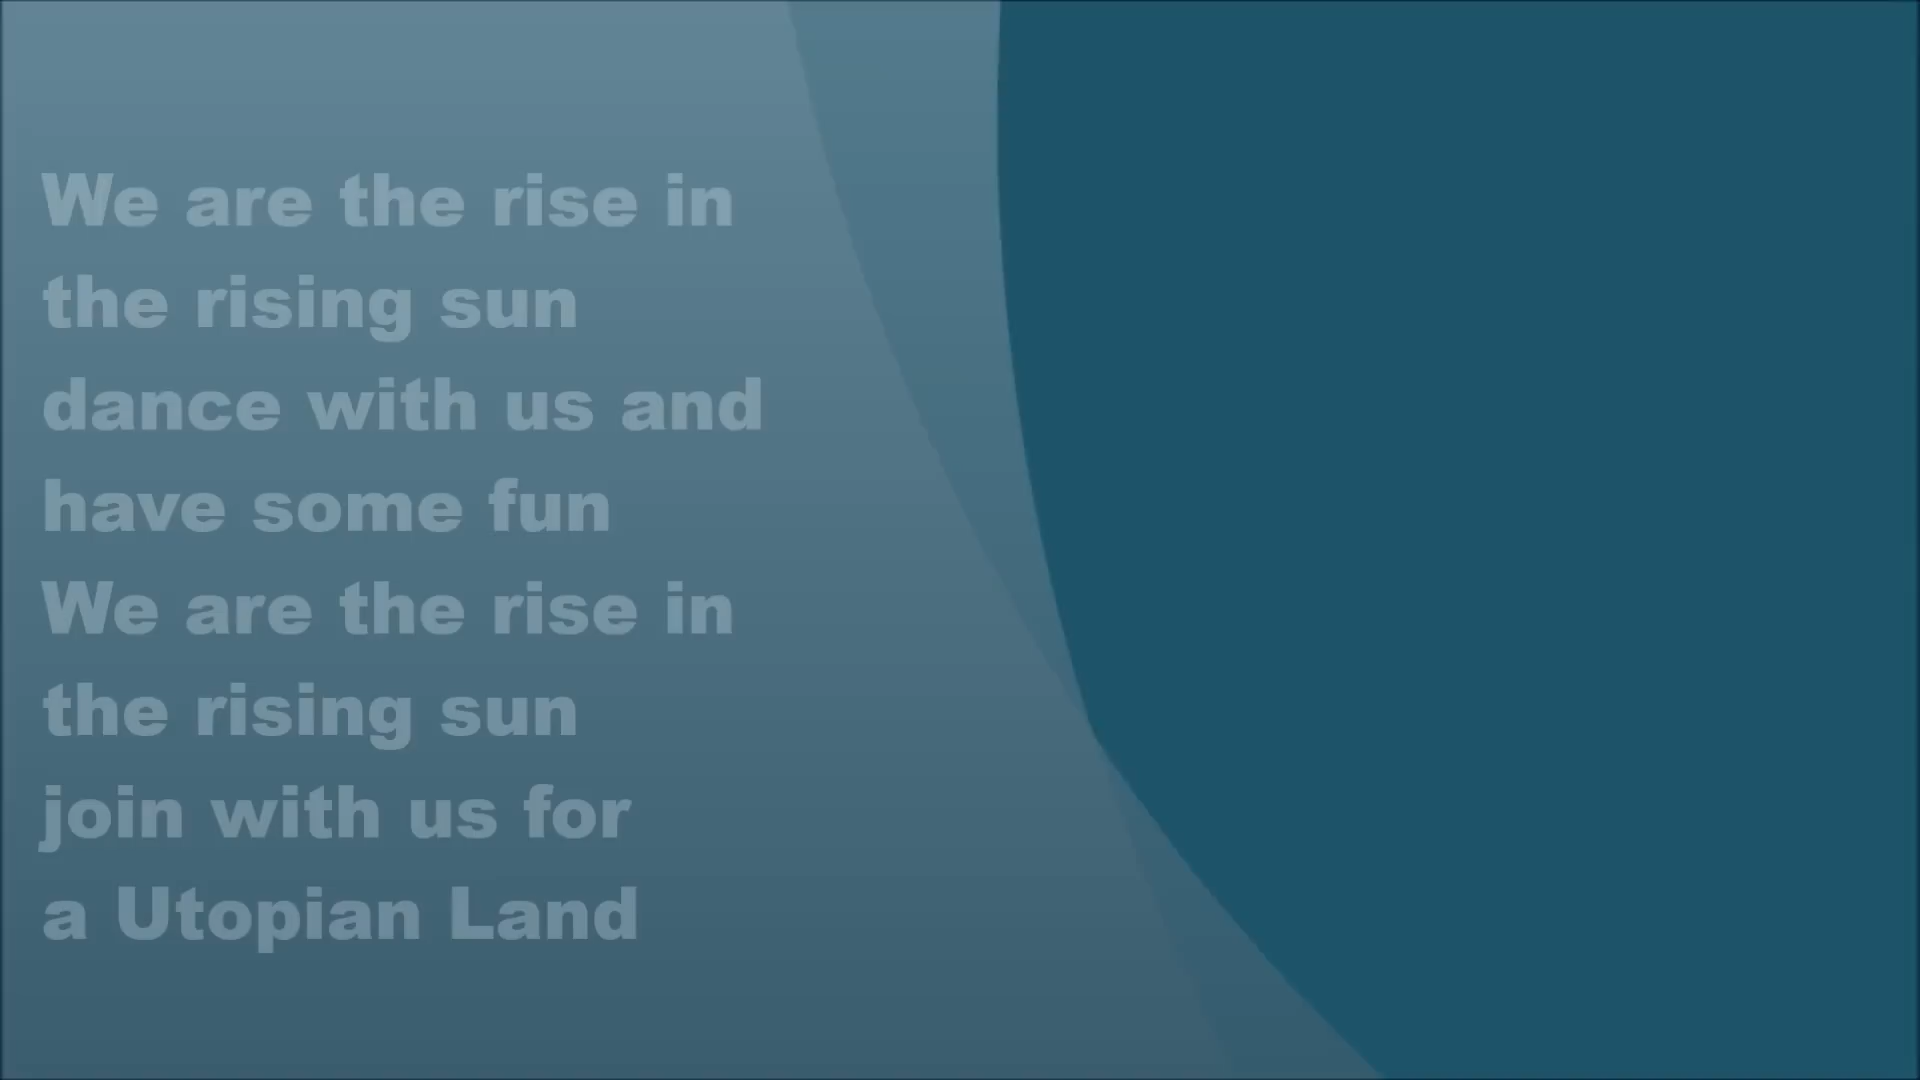 We are the rise in
the rising sun
dance with us and
have some fun
We are the rise in
the rising sun
join with us for
a Utopian Land